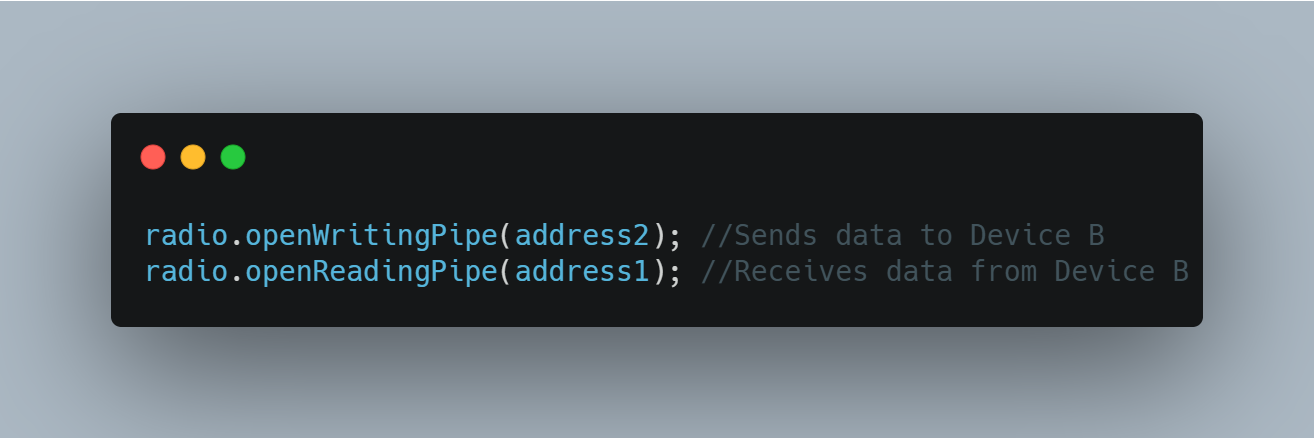 radio.openWritingPipe(address2); //Sends data to Device B
radio.openReadingPipe(address1); //Receives data from Device B